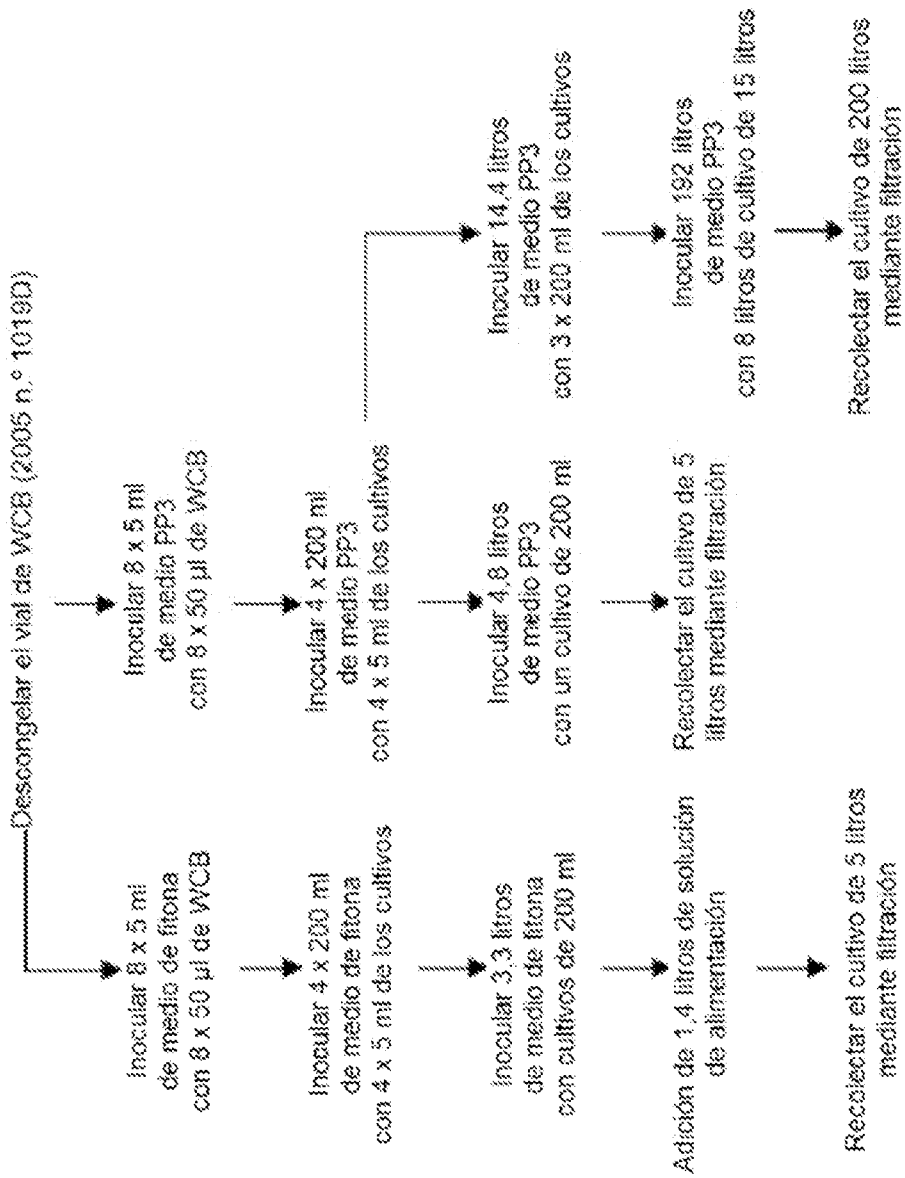 Descongelar el vial de WCB (2005 n.º 1019D)
Inocular 8 x 5 ml
de medio de fitona
con 8 x 50 µl de WCB
Inocular 4 x 200 ml
de medio de fitona
con 4 x 5 ml de los cultivos
Inocular 3,3 litros
de medio de fitona
con cultivos de 200 ml
Adición de 1,4 litros de solución
de alimentación
Recolectar el cultivo de 5 litros
mediante filtración
Inocular 8 x 5 ml
de medio PP3
con 8 x 50 µl de WCB
Inocular 4 x 200 ml
de medio PP3
con 4 x 5 ml de los cultivos
Inocular 4,8 litros
de medio PP3
con un cultivo de 200 ml
Recolectar el cultivo de 5
litros mediante filtración
Inocular 14,4 litros
de medio PP3
con 3 x 200 ml de los cultivos
Inocular 192 litros
de medio PP3
con 8 litros de cultivo de 15 litros
Recolectar el cultivo de 200 litros
mediante filtración